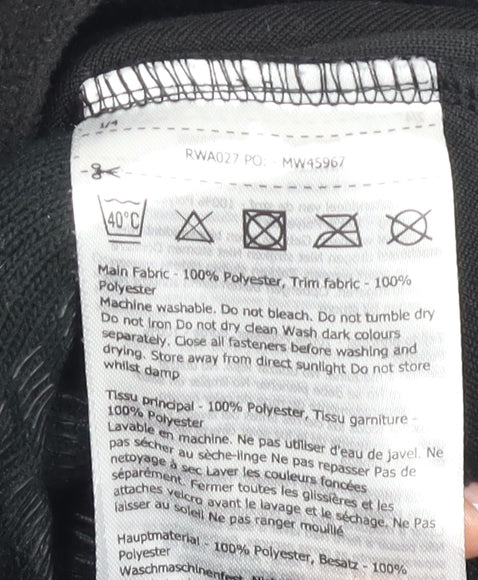 1/4
RWA027 PO: - MW45967
40°C
Main Fabric - 100% Polyester, Trim fabric - 100%
Polyester
Machine washable. Do not bleach. Do not tumble dry
Do not Iron Do not dry clean Wash dark colours
separately. Close all fasteners before washing and
drying. Store away from direct sunlight Do not store
whilst damp
Tissu principal - 100% Polyester, Tissu garniture -
100% Polyester
Lavable en machine. Ne pas utiliser d'eau de javel. Ne
pas sécher au sèche-linge Ne pas repasser Pas de
nettoyage à sec Laver les couleurs foncées
séparément. Fermer toutes les glissières et les
attaches velcro avant le lavage et le séchage. Ne Pas
laisser au soleil Ne pas ranger mouillé
Hauptmaterial - 100% Polyester, Besatz - 100%
Polyester
Waschmaschinenfest.